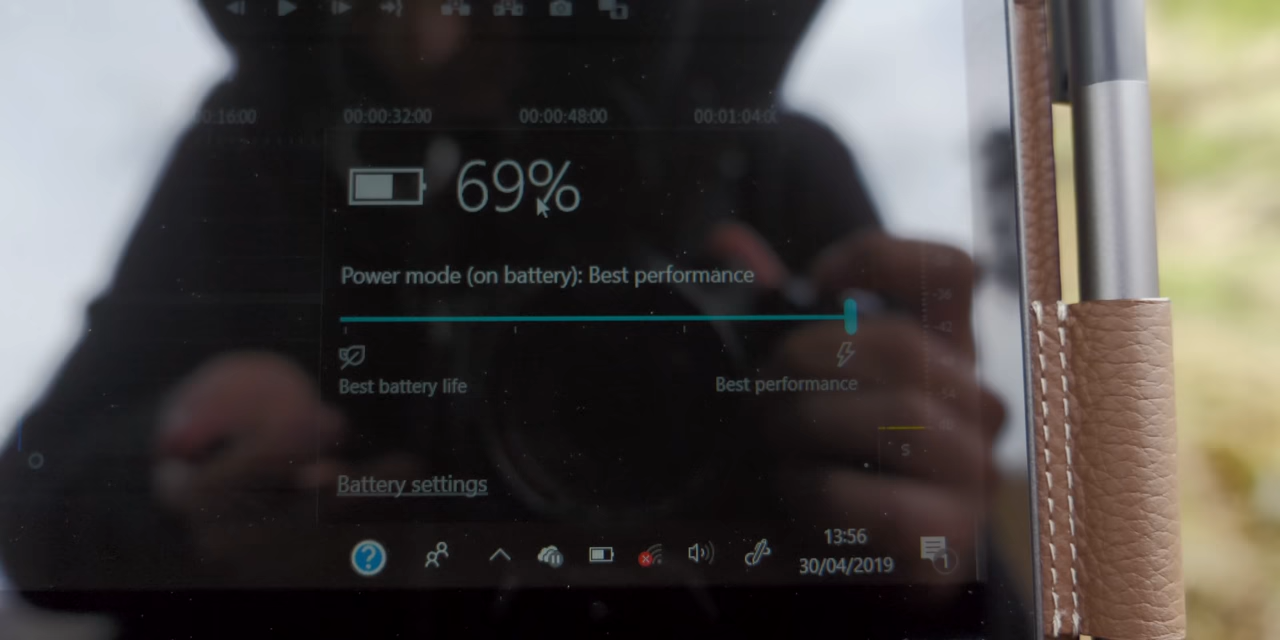 00:00:32:00 00:00:48:00
69%
Power mode (on battery): Best performance
Best battery life Best performance
Battery settings
13:56
30/04/2019
1